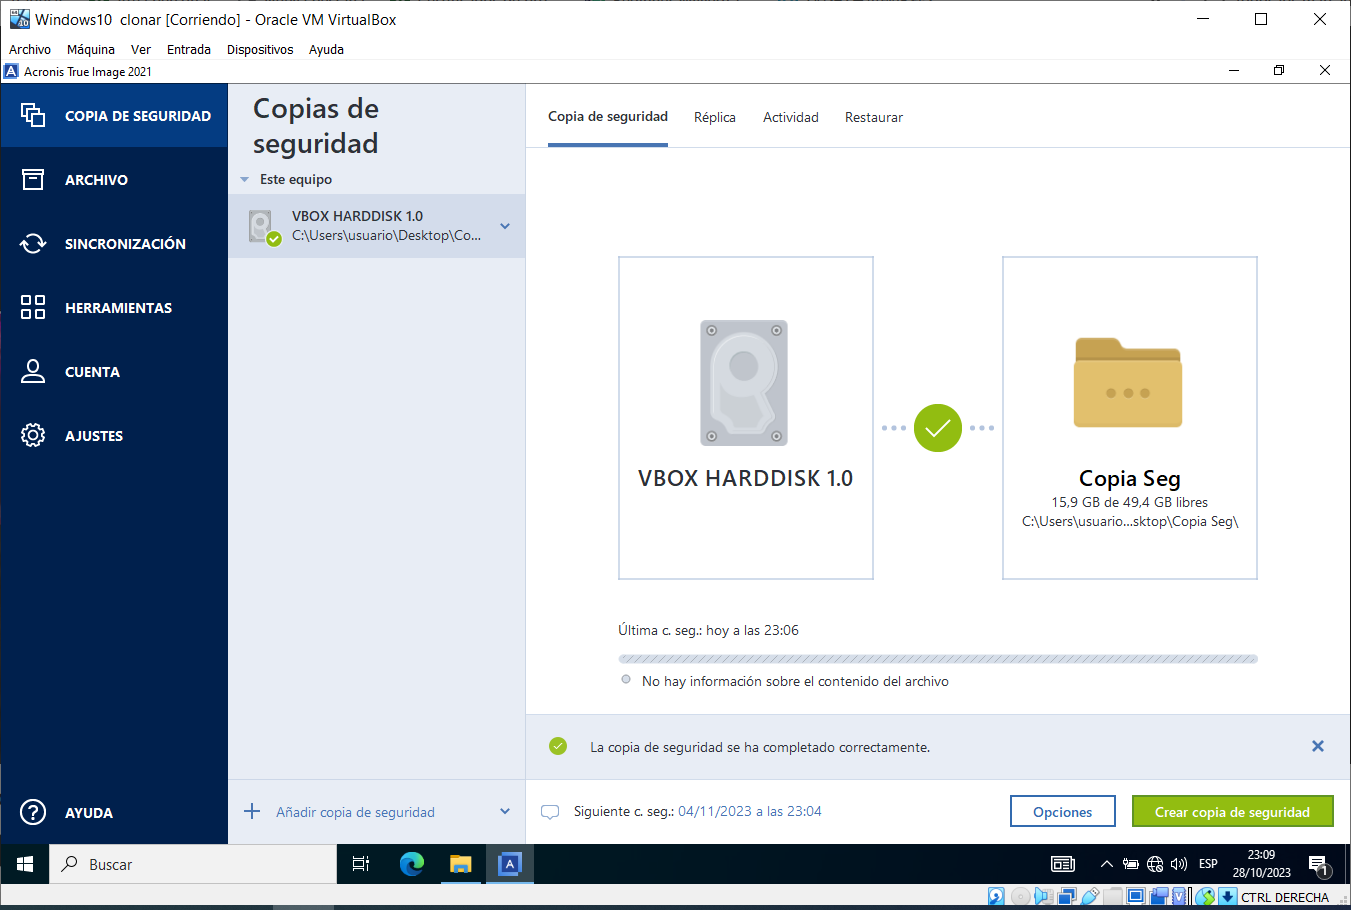 Windows10  clonar [Corriendo] - Oracle VM VirtualBox
Archivo Máquina Ver Entrada Dispositivos Ayuda
Acronis True Image 2021
COPIA DE SEGURIDAD
ARCHIVO
SINCRONIZACIÓN
HERRAMIENTAS
CUENTA
AJUSTES
AYUDA
Copias de
seguridad
Este equipo
VBOX HARDDISK 1.0
C:\Users\usuario\Desktop\Co...
Añadir copia de seguridad
Copia de seguridad Réplica Actividad Restaurar
VBOX HARDDISK 1.0
Copia Seg
15,9 GB de 49,4 GB libres
C:\Users\usuario...sktop\Copia Seg\
Última c. seg.: hoy a las 23:06
No hay información sobre el contenido del archivo
La copia de seguridad se ha completado correctamente.
Siguiente c. seg.: 04/11/2023 a las 23:04
Opciones
Crear copia de seguridad
Buscar
ESP
23:09
28/10/2023
1
CTRL DERECHA